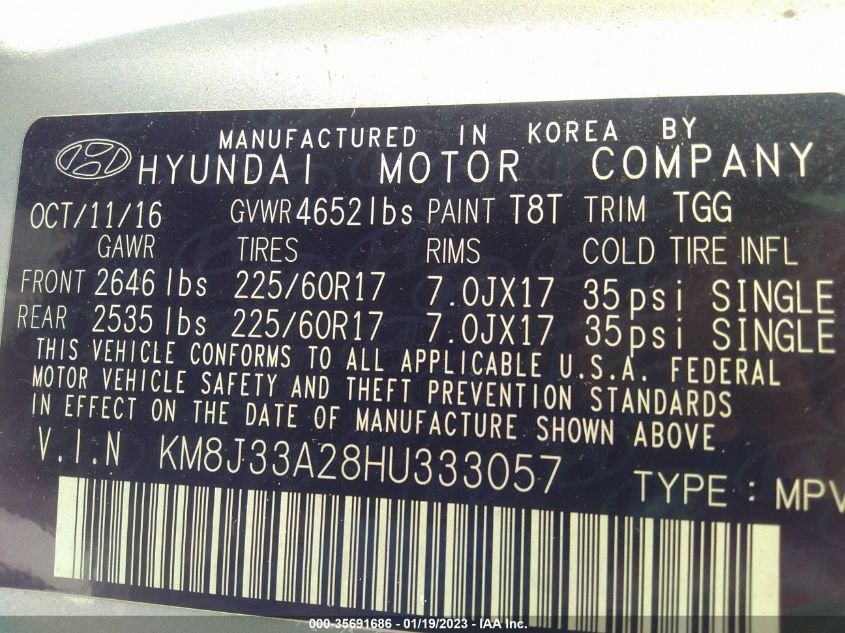 MANUFACTURED IN KOREA BY
HYUNDAI MOTOR COMPANY
OCT/11/16 GVWR 4652 lbs PAINT T8T TRIM TGG
GAWR TIRES RIMS COLD TIRE INFL
FRONT 2646 lbs 225/60R17 7.0JX17 35psi SINGLE
REAR 2535 lbs 225/60R17 7.0JX17 35psi SINGLE
THIS VEHICLE CONFORMS TO ALL APPLICABLE U.S.A. FEDERAL
MOTOR VEHICLE SAFETY AND THEFT PREVENTION STANDARDS
IN EFFECT ON THE DATE OF MANUFACTURE SHOWN ABOVE
V.I.N KM8J33A28HU333057 TYPE : MPV
000-35691686 - 01/19/2023 - IAA Inc.